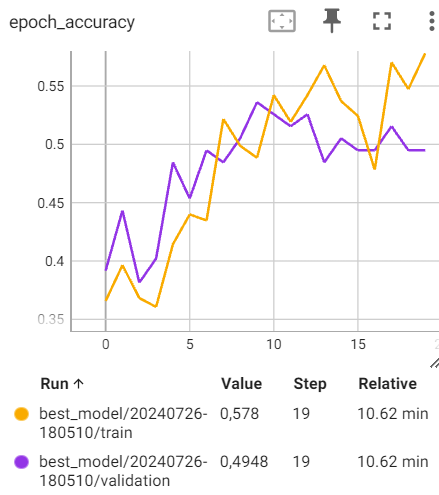 epoch_accuracy
0.55
0.5
0.45
0.4
0.35
0 5 10 15
Run ↑ Value Step Relative
best_model/20240726- 0,578 19 10.62 min
180510/train
best_model/20240726- 0,4948 19 10.62 min
180510/validation